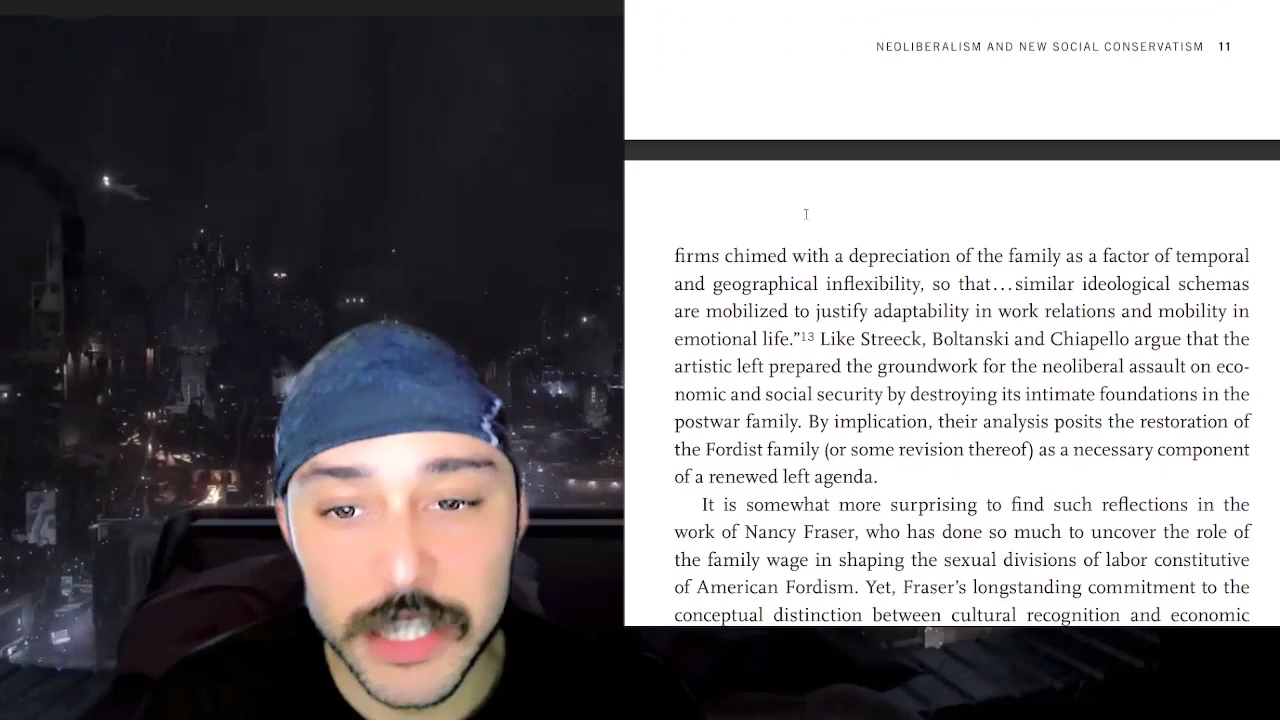 NEOLIBERALISM AND NEW SOCIAL CONSERVATISM 11
firms chimed with a depreciation of the family as a factor of temporal
and geographical inflexibility, so that...similar ideological schemas
are mobilized to justify adaptability in work relations and mobility in
emotional life.”13 Like Streeck, Boltanski and Chiapello argue that the
artistic left prepared the groundwork for the neoliberal assault on eco-
nomic and social security by destroying its intimate foundations in the
postwar family. By implication, their analysis posits the restoration of
the Fordist family (or some revision thereof) as a necessary component
of a renewed left agenda.
It is somewhat more surprising to find such reflections in the
work of Nancy Fraser, who has done so much to uncover the role of
the family wage in shaping the sexual divisions of labor constitutive
of American Fordism. Yet, Fraser’s longstanding commitment to the
conceptual distinction between cultural recognition and economic